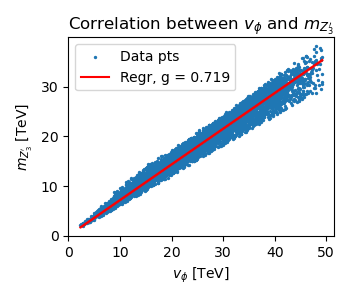 Correlation between $v_\phi$ and $m_{Z_3'}$
Data pts
Regr, g = 0.719
$m_{Z_3'}$ [TeV]
30
20
10
0
0 10 20 30 40 50
$v_\phi$ [TeV]